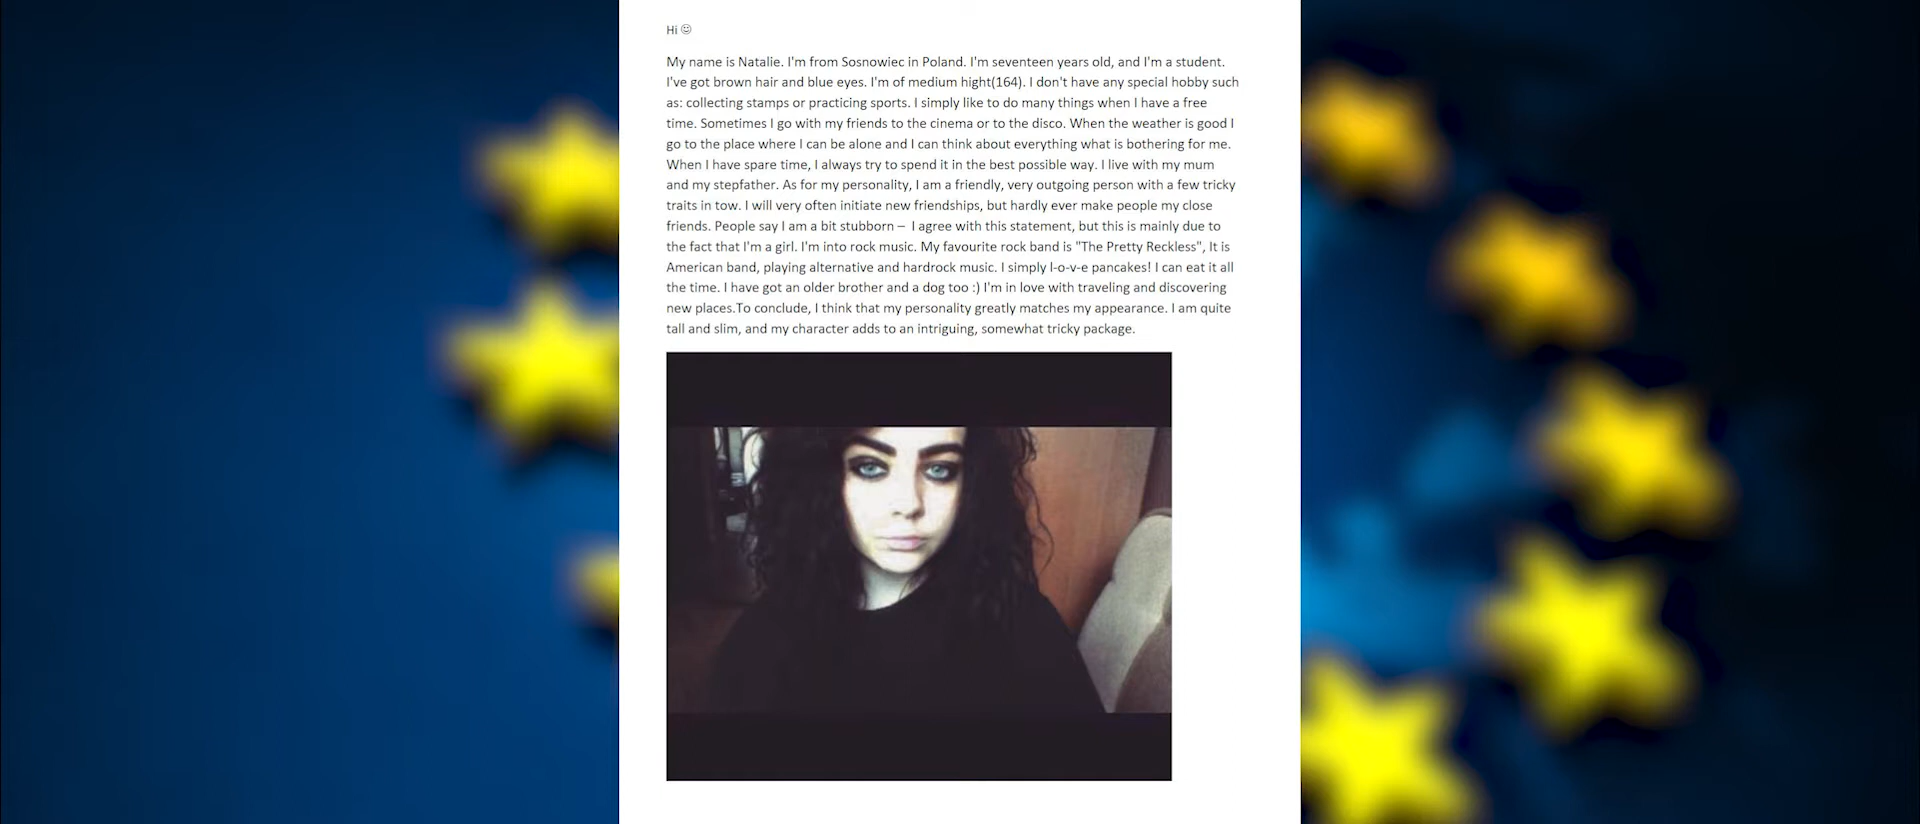 Hi ☺
My name is Natalie. I'm from Sosnowiec in Poland. I'm seventeen years old, and I'm a student.
I've got brown hair and blue eyes. I'm of medium hight(164). I don't have any special hobby such
as: collecting stamps or practicing sports. I simply like to do many things when I have a free
time. Sometimes I go with my friends to the cinema or to the disco. When the weather is good I
go to the place where I can be alone and I can think about everything what is bothering for me.
When I have spare time, I always try to spend it in the best possible way. I live with my mum
and my stepfather. As for my personality, I am a friendly, very outgoing person with a few tricky
traits in tow. I will very often initiate new friendships, but hardly ever make people my close
friends. People say I am a bit stubborn –  I agree with this statement, but this is mainly due to
the fact that I'm a girl. I'm into rock music. My favourite rock band is "The Pretty Reckless", It is
American band, playing alternative and hardrock music. I simply l-o-v-e pancakes! I can eat it all
the time. I have got an older brother and a dog too :) I'm in love with traveling and discovering
new places.To conclude, I think that my personality greatly matches my appearance. I am quite
tall and slim, and my character adds to an intriguing, somewhat tricky package.